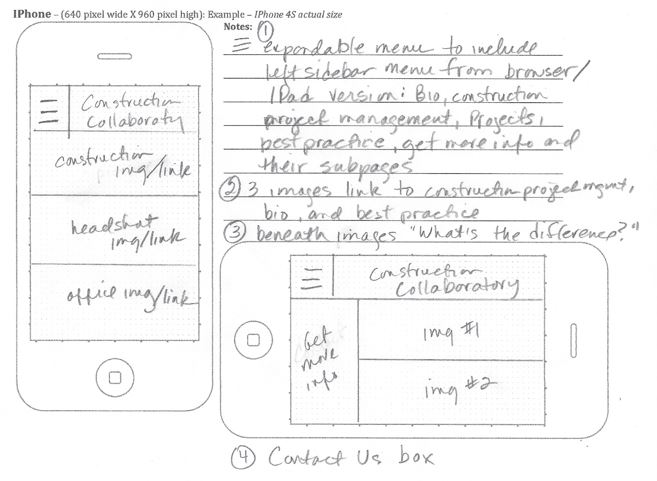 IPhone – (640 pixel wide X 960 pixel high): Example – IPhone 4S actual size
Notes: ①
☰ expandable menu to include
left sidebar menu from browser/
IPad version: Bio, construction
project management, Projects,
best practice, get more info and
their subpages
② 3 images link to construction project mgmt,
bio, and best practice
③ beneath images "What's the difference?"
Construction
Collaboraty
construction
img/link
headshot
img/link
office img/link
Construction
Collaboratory
Get
more
info
img #1
img #2
④ Contact Us box